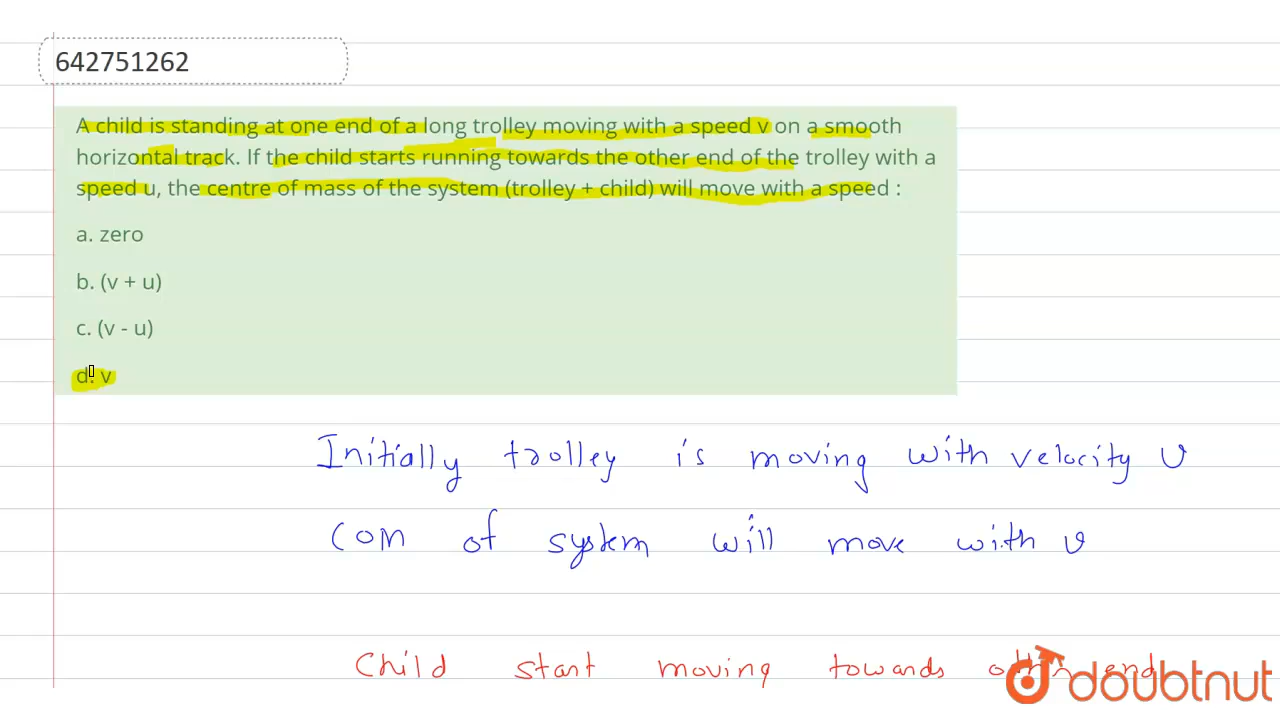 642751262
A child is standing at one end of a long trolley moving with a speed v on a smooth
horizontal track. If the child starts running towards the other end of the trolley with a
speed u, the centre of mass of the system (trolley + child) will move with a speed :
a. zero
b. (v + u)
c. (v - u)
d. v
Initially trolley is moving with velocity v
COM of system will move with v
Child start moving towards other end
doubtnut